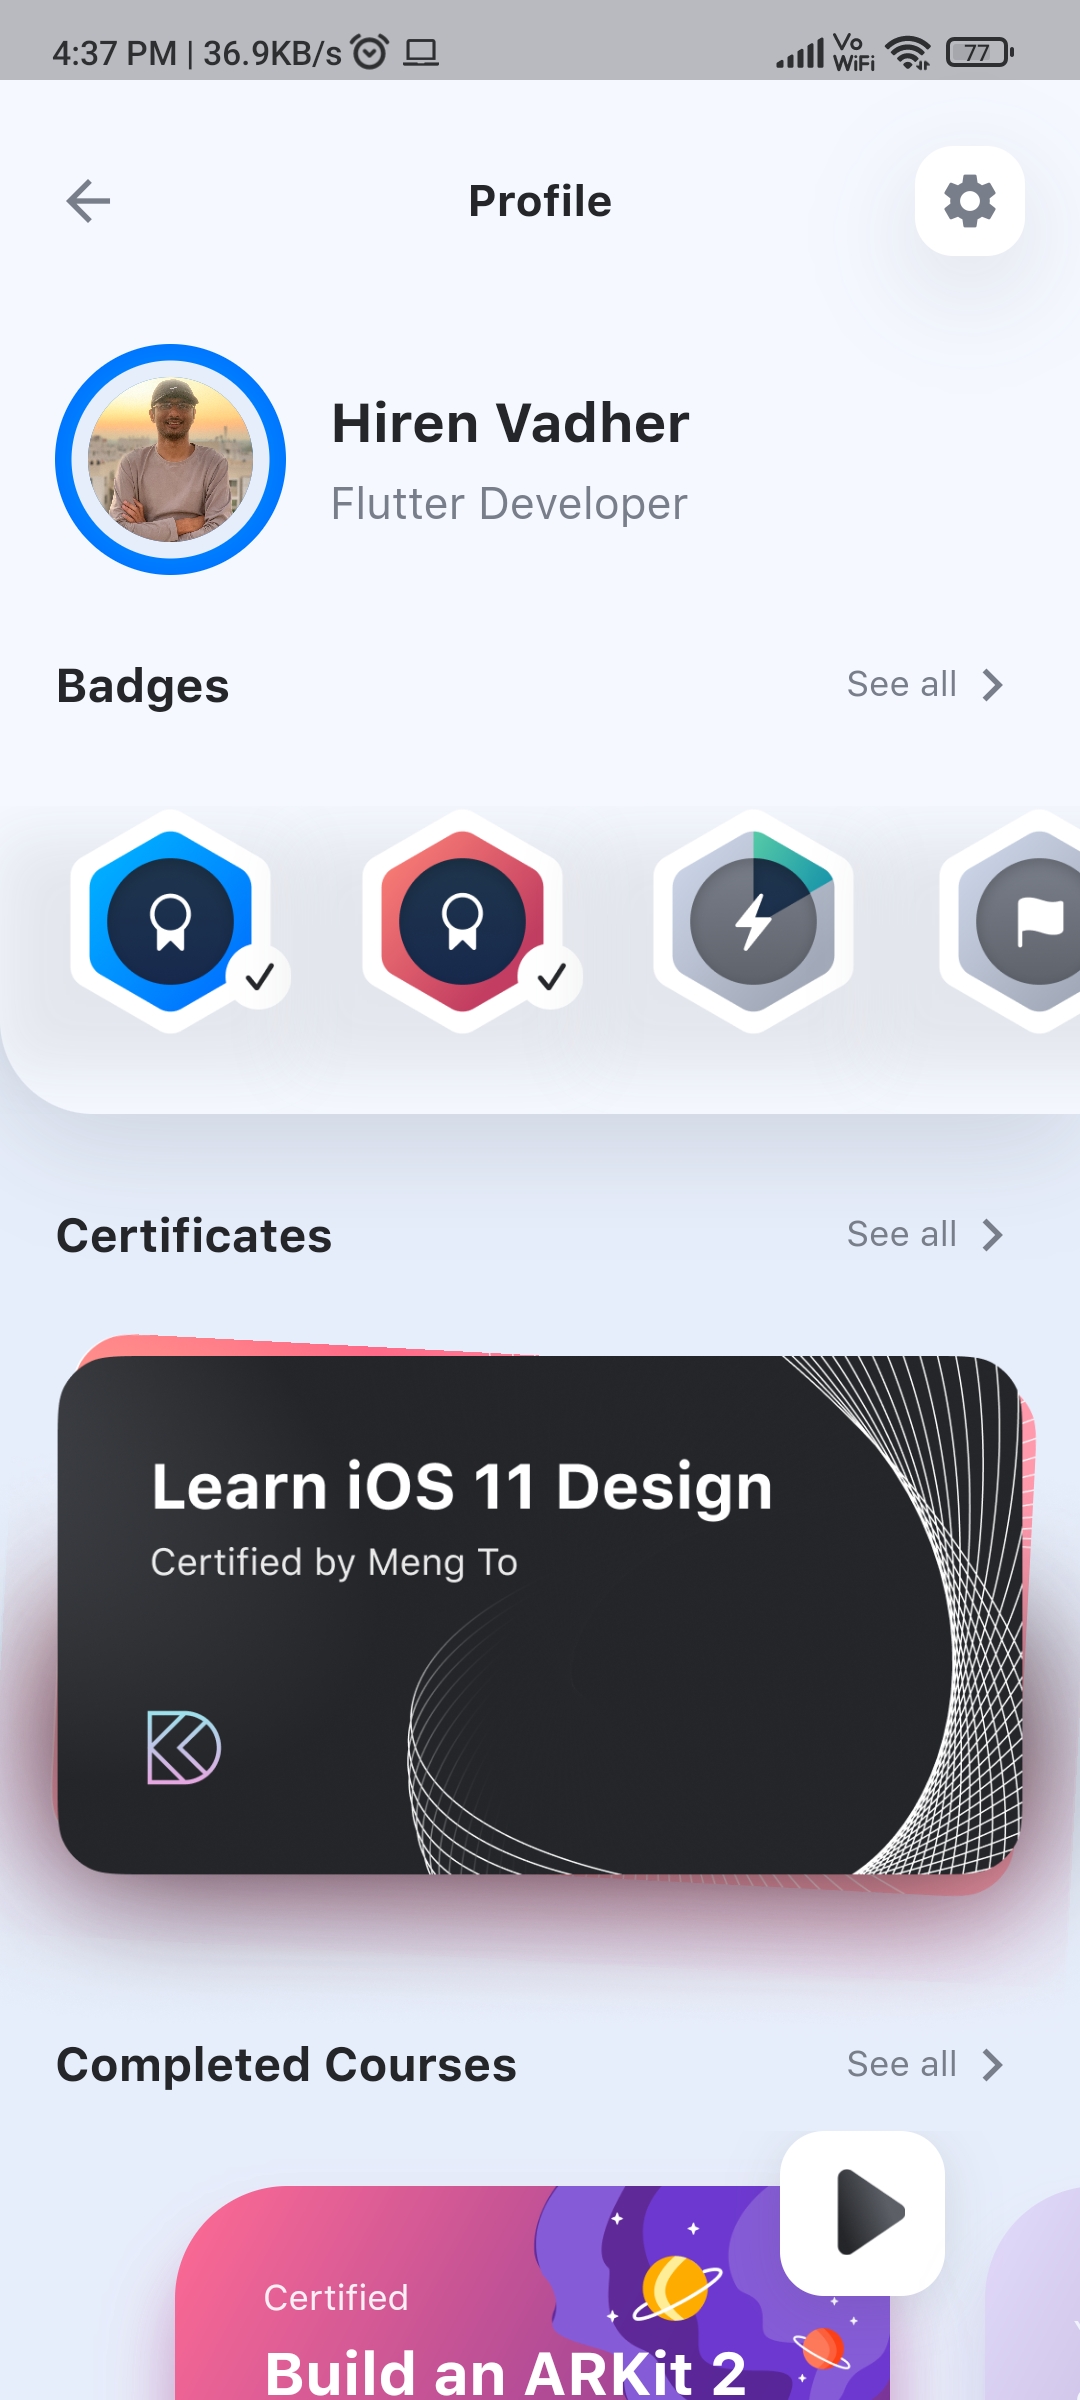 4:37 PM | 36.9KB/s
Vo
WiFi
77
Profile
Hiren Vadher
Flutter Developer
Badges
See all
Certificates
See all
Learn iOS 11 Design
Certified by Meng To
Completed Courses
See all
Certified
Build an ARKit 2